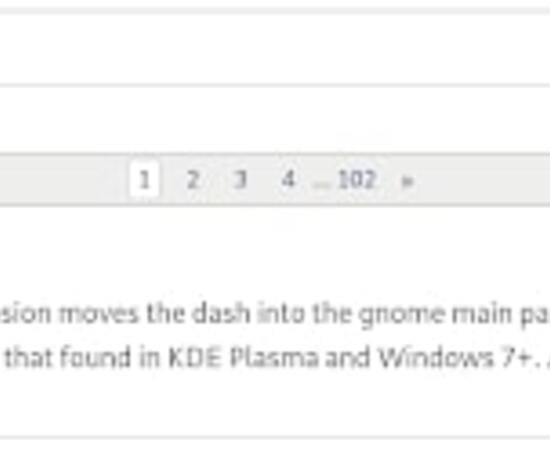 1 2 3 4 ... 102 »
sion moves the dash into the gnome main pa
that found in KDE Plasma and Windows 7+.